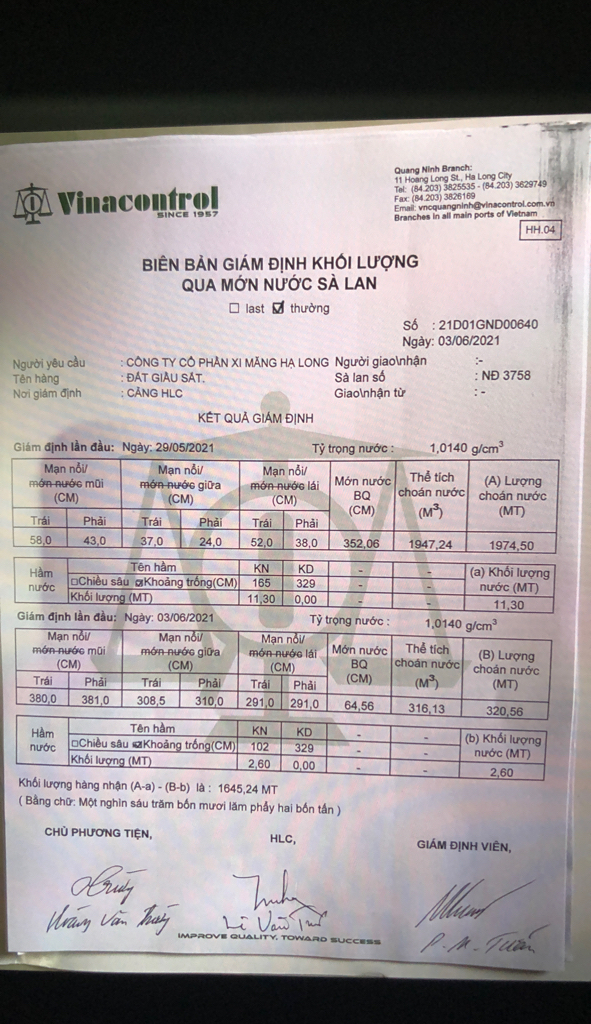 Quang Ninh Branch:
11 Hoang Long St., Ha Long City
Tel: (84.203) 3825535 - (84.203) 3629749
Fax: (84.203) 3826169
Email: vncquangninh@vinacontrol.com.vn
Branches in all main ports of Vietnam
Vinacontrol
SINCE 1957
HH.04
BIÊN BẢN GIÁM ĐỊNH KHỐI LƯỢNG
QUA MỚN NƯỚC SÀ LAN
☐ last ☑ thường
Số : 21D01GND00640
Ngày: 03/06/2021
Người yêu cầu : CÔNG TY CỔ PHẦN XI MĂNG HẠ LONG Người giao\nhận :-
Tên hàng : ĐẤT GIÀU SẮT. Sà lan số : NĐ 3758
Nơi giám định : CẢNG HLC Giao\nhận từ : -
KẾT QUẢ GIÁM ĐỊNH
Giám định lần đầu: Ngày: 29/05/2021 Tỷ trọng nước : 1,0140 g/cm³
Mạn nổi/ mớn nước mũi (CM) Mạn nổi/ mớn nước giữa (CM) Mạn nổi/ mớn nước lái (CM) Mớn nước BQ (CM) Thể tích choán nước (M³) (A) Lượng choán nước (MT)
Trái Phải Trái Phải Trái Phải
58,0 43,0 37,0 24,0 52,0 38,0 352,06 1947,24 1974,50
Hầm nước Tên hầm KN KD - - (a) Khối lượng nước (MT)
☐Chiều sâu ☑Khoảng trống(CM) 165 329 - -
Khối lượng (MT) 11,30 0,00 - - 11,30
Giám định lần đầu: Ngày: 03/06/2021 Tỷ trọng nước : 1,0140 g/cm³
Mạn nổi/ mớn nước mũi (CM) Mạn nổi/ mớn nước giữa (CM) Mạn nổi/ mớn nước lái (CM) Mớn nước BQ (CM) Thể tích choán nước (M³) (B) Lượng choán nước (MT)
Trái Phải Trái Phải Trái Phải
380,0 381,0 308,5 310,0 291,0 291,0 64,56 316,13 320,56
Hầm nước Tên hầm KN KD - - (b) Khối lượng nước (MT)
☐Chiều sâu ☑Khoảng trống(CM) 102 329 - -
Khối lượng (MT) 2,60 0,00 - - 2,60
Khối lượng hàng nhận (A-a) - (B-b) là : 1645,24 MT
( Bằng chữ: Một nghìn sáu trăm bốn mươi lăm phẩy hai bốn tấn )
CHỦ PHƯƠNG TIỆN, HLC, GIÁM ĐỊNH VIÊN,
Hoàng Văn
Lê Văn
P. M. Tuấn
IMPROVE QUALITY, TOWARD SUCCESS